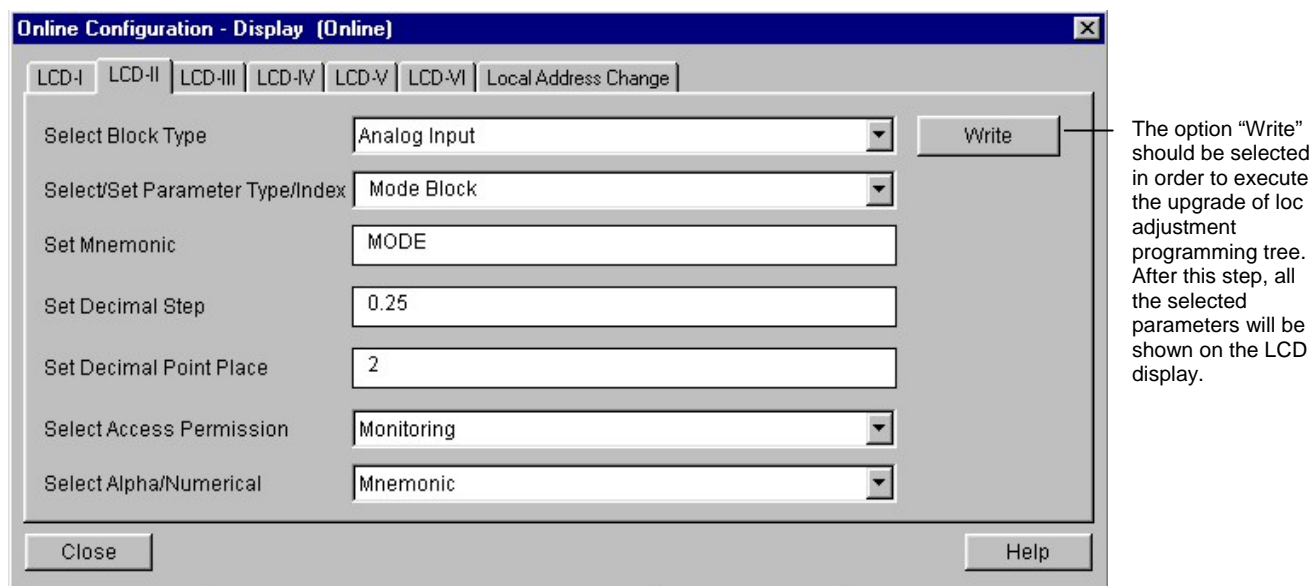 Online Configuration - Display (Online)
LCD-I LCD-II LCD-III LCD-IV LCD-V LCD-VI Local Address Change
Select Block Type Analog Input Write
Select/Set Parameter Type/Index Mode Block
Set Mnemonic MODE
Set Decimal Step 0.25
Set Decimal Point Place 2
Select Access Permission Monitoring
Select Alpha/Numerical Mnemonic
Close Help
The option “Write”
should be selected
in order to execute
the upgrade of loc
adjustment
programming tree.
After this step, all
the selected
parameters will be
shown on the LCD
display.